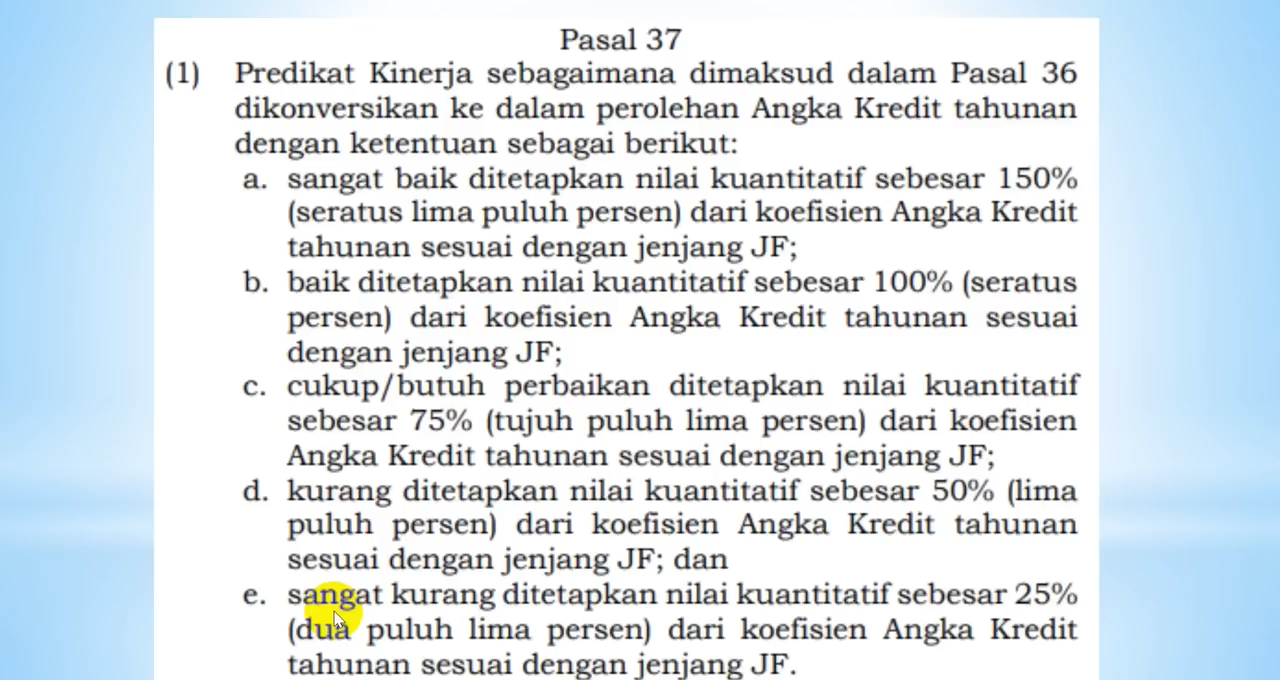 Pasal 37
(1) Predikat Kinerja sebagaimana dimaksud dalam Pasal 36
dikonversikan ke dalam perolehan Angka Kredit tahunan
dengan ketentuan sebagai berikut:
a. sangat baik ditetapkan nilai kuantitatif sebesar 150%
(seratus lima puluh persen) dari koefisien Angka Kredit
tahunan sesuai dengan jenjang JF;
b. baik ditetapkan nilai kuantitatif sebesar 100% (seratus
persen) dari koefisien Angka Kredit tahunan sesuai
dengan jenjang JF;
c. cukup/butuh perbaikan ditetapkan nilai kuantitatif
sebesar 75% (tujuh puluh lima persen) dari koefisien
Angka Kredit tahunan sesuai dengan jenjang JF;
d. kurang ditetapkan nilai kuantitatif sebesar 50% (lima
puluh persen) dari koefisien Angka Kredit tahunan
sesuai dengan jenjang JF; dan
e. sangat kurang ditetapkan nilai kuantitatif sebesar 25%
(dua puluh lima persen) dari koefisien Angka Kredit
tahunan sesuai dengan jenjang JF.